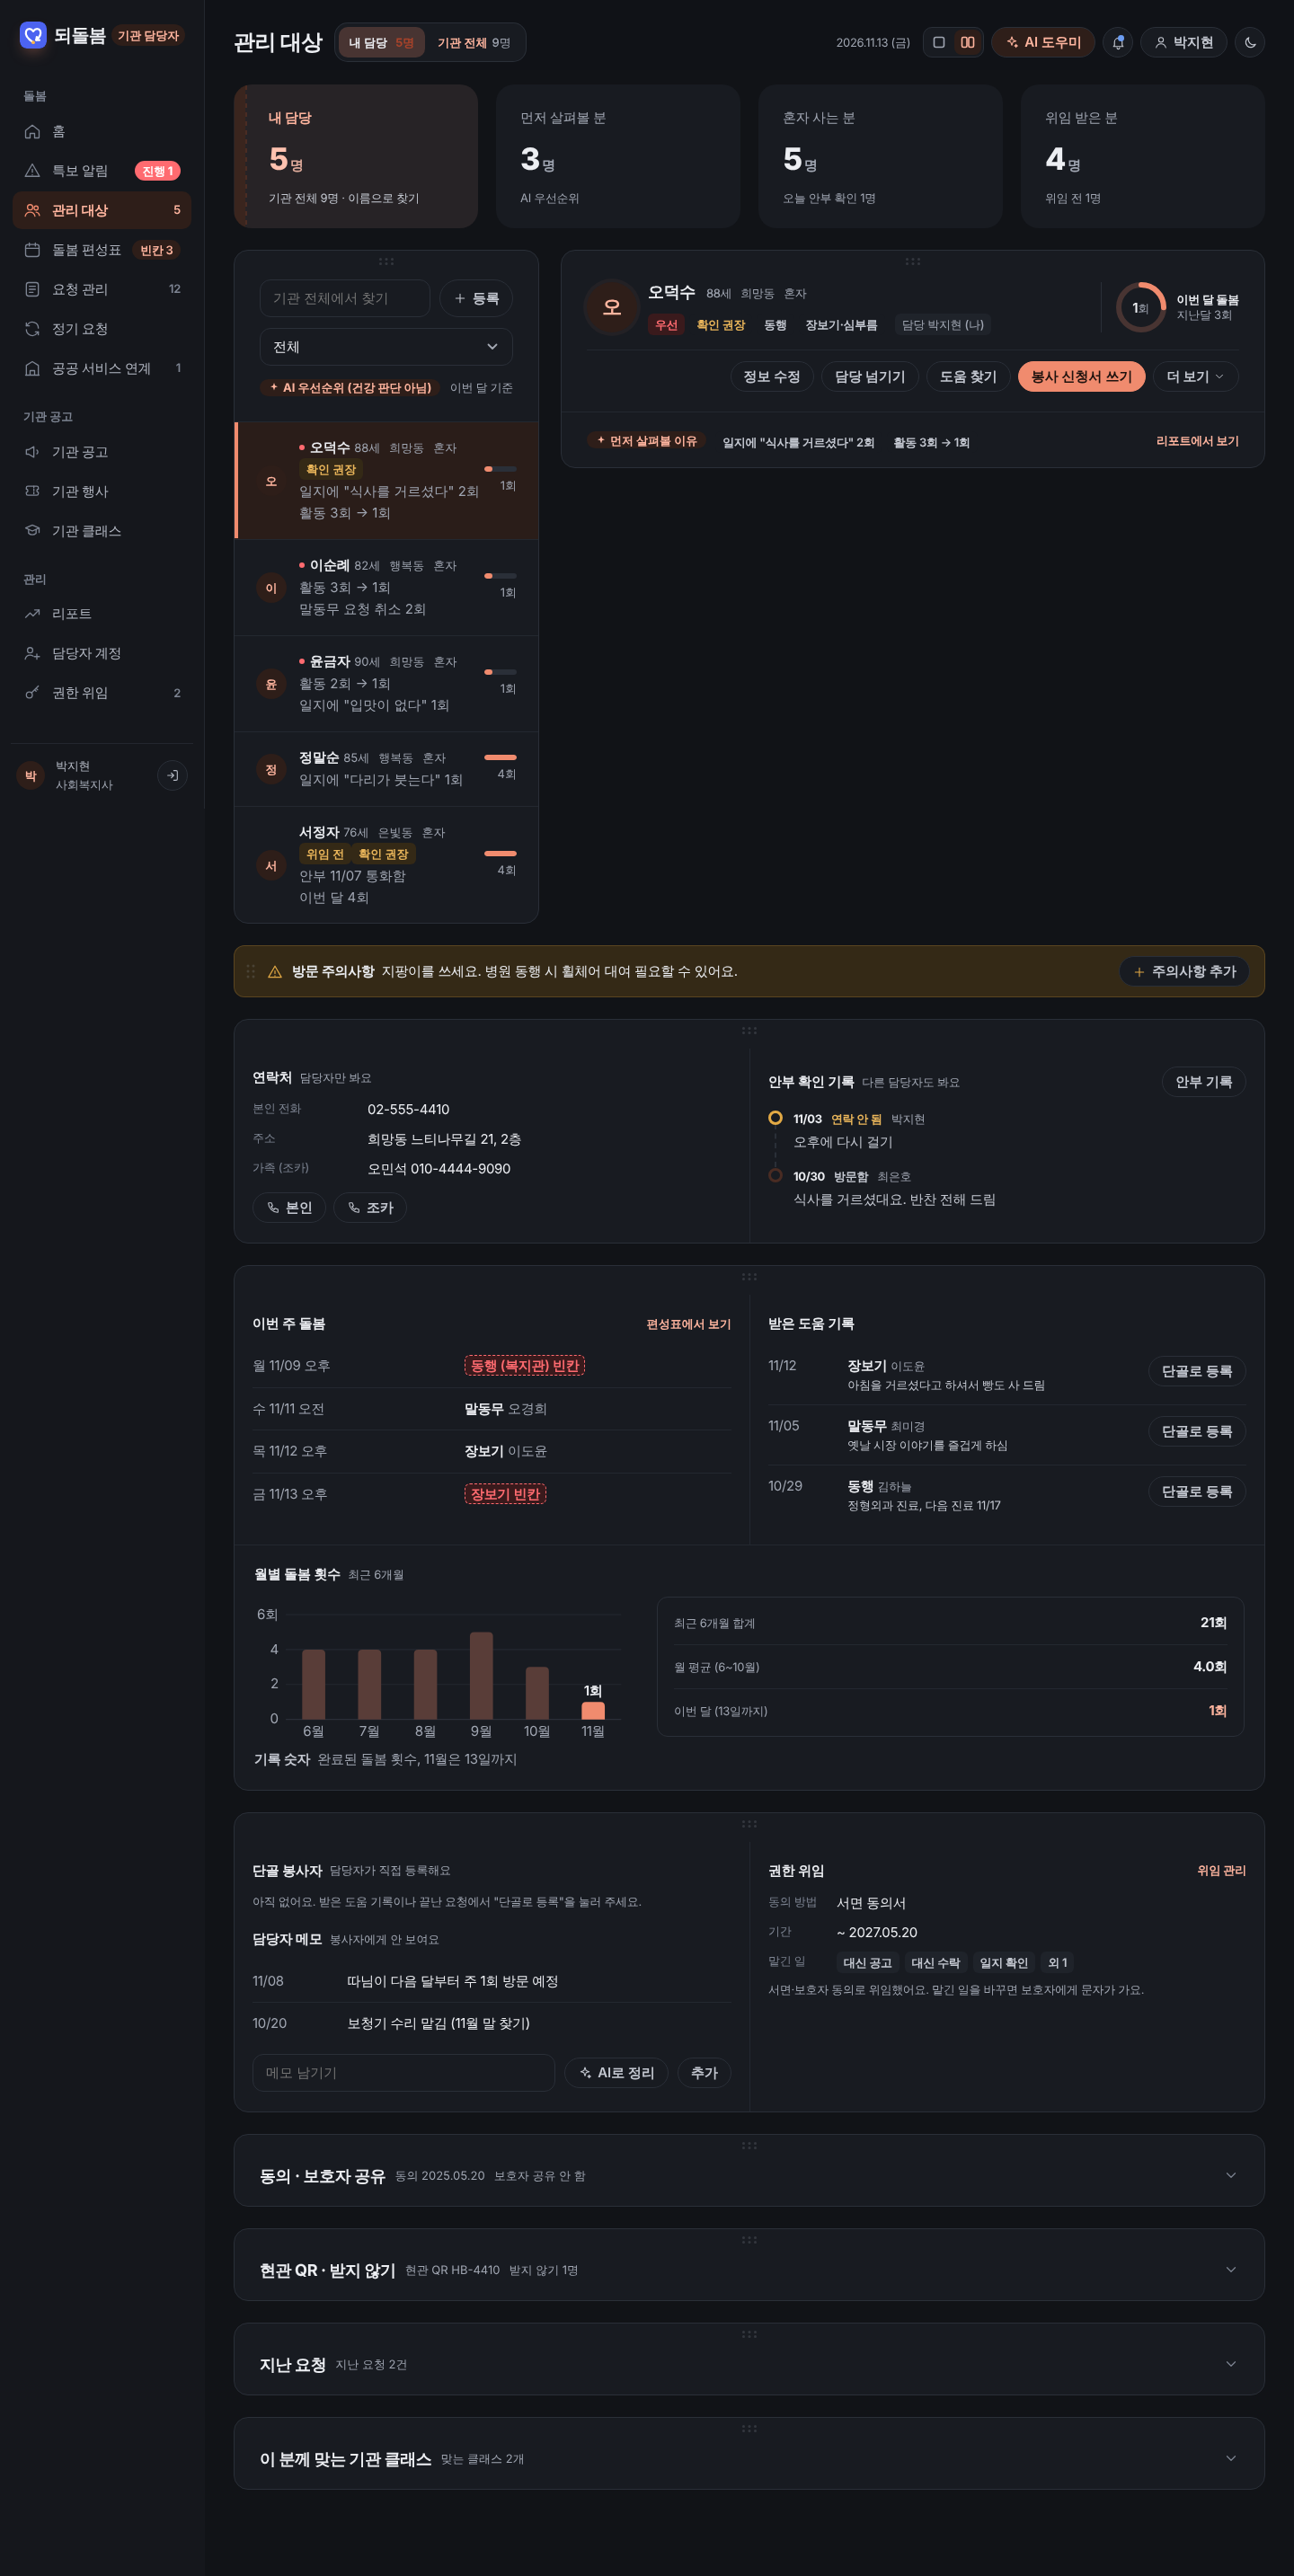 되돌봄 기관 담당자
돌봄
홈
특보 알림 진행 1
관리 대상 5
돌봄 편성표 빈칸 3
요청 관리 12
정기 요청
공공 서비스 연계 1
기관 공고
기관 공고
기관 행사
기관 클래스
관리
리포트
담당자 계정
권한 위임 2
박 박지현
사회복지사
관리 대상 내 담당 5명 기관 전체 9명
2026.11.13 (금) AI 도우미 박지현
내 담당
5명
기관 전체 9명 · 이름으로 찾기
먼저 살펴볼 분
3명
AI 우선순위
혼자 사는 분
5명
오늘 안부 확인 1명
위임 받은 분
4명
위임 전 1명
기관 전체에서 찾기 + 등록
전체
AI 우선순위 (건강 판단 아님) 이번 달 기준
오 오덕수 88세 희망동 혼자
확인 권장
일지에 "식사를 거르셨다" 2회
활동 3회 → 1회
1회
이 이순례 82세 행복동 혼자
활동 3회 → 1회
말동무 요청 취소 2회
1회
윤 윤금자 90세 희망동 혼자
활동 2회 → 1회
일지에 "입맛이 없다" 1회
1회
정 정말순 85세 행복동 혼자
일지에 "다리가 붓는다" 1회
4회
서 서정자 76세 은빛동 혼자
위임 전 확인 권장
안부 11/07 통화함
이번 달 4회
4회
오 오덕수 88세 희망동 혼자
우선 확인 권장 동행 장보기·심부름 담당 박지현 (나)
1회 이번 달 돌봄
지난달 3회
정보 수정 담당 넘기기 도움 찾기 봉사 신청서 쓰기 더 보기
먼저 살펴볼 이유 일지에 "식사를 거르셨다" 2회 활동 3회 → 1회 리포트에서 보기
방문 주의사항 지팡이를 쓰세요. 병원 동행 시 휠체어 대여 필요할 수 있어요. + 주의사항 추가
연락처 담당자만 봐요
본인 전화 02-555-4410
주소 희망동 느티나무길 21, 2층
가족 (조카) 오민석 010-4444-9090
본인 조카
안부 확인 기록 다른 담당자도 봐요 안부 기록
11/03 연락 안 됨 박지현
오후에 다시 걸기
10/30 방문함 최은호
식사를 거르셨대요. 반찬 전해 드림
이번 주 돌봄 편성표에서 보기
월 11/09 오후 동행 (복지관) 빈칸
수 11/11 오전 말동무 오경희
목 11/12 오후 장보기 이도윤
금 11/13 오후 장보기 빈칸
받은 도움 기록
11/12 장보기 이도윤 단골로 등록
아침을 거르셨다고 하셔서 빵도 사 드림
11/05 말동무 최미경 단골로 등록
옛날 시장 이야기를 즐겁게 하심
10/29 동행 김하늘 단골로 등록
정형외과 진료, 다음 진료 11/17
월별 돌봄 횟수 최근 6개월
6회
4
2
0
1회
6월 7월 8월 9월 10월 11월
기록 숫자 완료된 돌봄 횟수, 11월은 13일까지
최근 6개월 합계 21회
월 평균 (6~10월) 4.0회
이번 달 (13일까지) 1회
단골 봉사자 담당자가 직접 등록해요
아직 없어요. 받은 도움 기록이나 끝난 요청에서 "단골로 등록"을 눌러 주세요.
담당자 메모 봉사자에게 안 보여요
11/08 따님이 다음 달부터 주 1회 방문 예정
10/20 보청기 수리 맡김 (11월 말 찾기)
메모 남기기 AI로 정리 추가
권한 위임 위임 관리
동의 방법 서면 동의서
기간 ~ 2027.05.20
맡긴 일 대신 공고 대신 수락 일지 확인 외 1
서면·보호자 동의로 위임했어요. 맡긴 일을 바꾸면 보호자에게 문자가 가요.
동의 · 보호자 공유 동의 2025.05.20 보호자 공유 안 함
현관 QR · 받지 않기 현관 QR HB-4410 받지 않기 1명
지난 요청 지난 요청 2건
이 분께 맞는 기관 클래스 맞는 클래스 2개